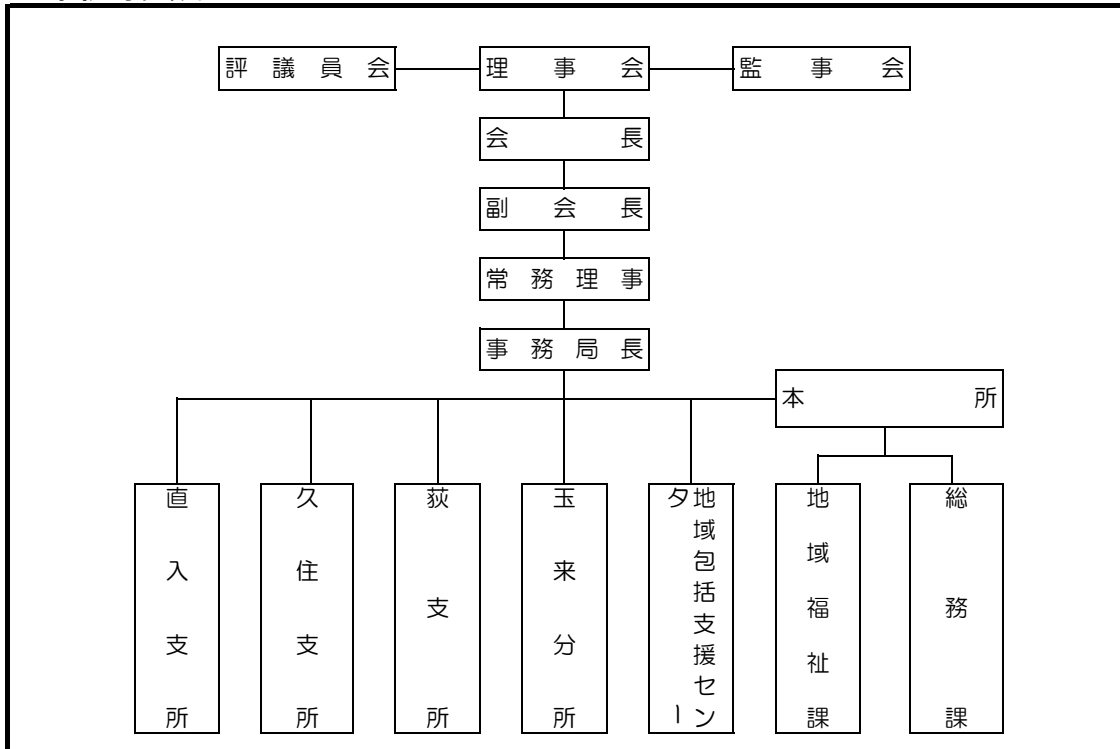 評議員会
理事会
監事会
会長
副会長
常務理事
事務局長
本所
直入支所
久住支所
荻支所
玉来分所
地域包括支援セン
ター
地域福祉課
総務課